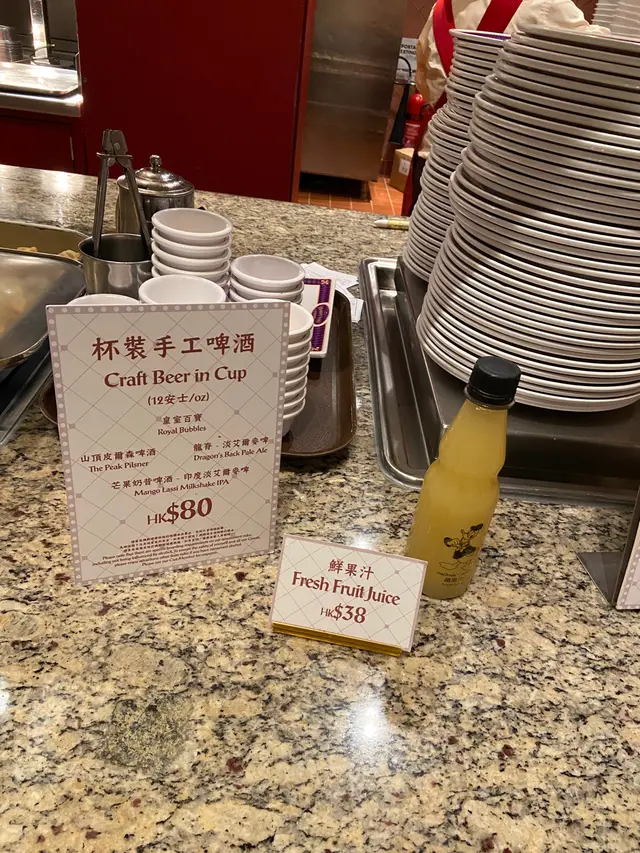 杯裝手工啤酒
Craft Beer in Cup
(12安士/oz)
皇室百寶
Royal Bubbles
山頂皮爾森啤酒
The Peak Pilsner
龍脊 - 淡艾爾麥啤
Dragon's Back Pale Ale
芒果奶昔啤酒 - 印度淡艾爾麥啤
Mango Lassi Milkshake IPA
HK$80
鮮果汁
Fresh Fruit Juice
HK$38